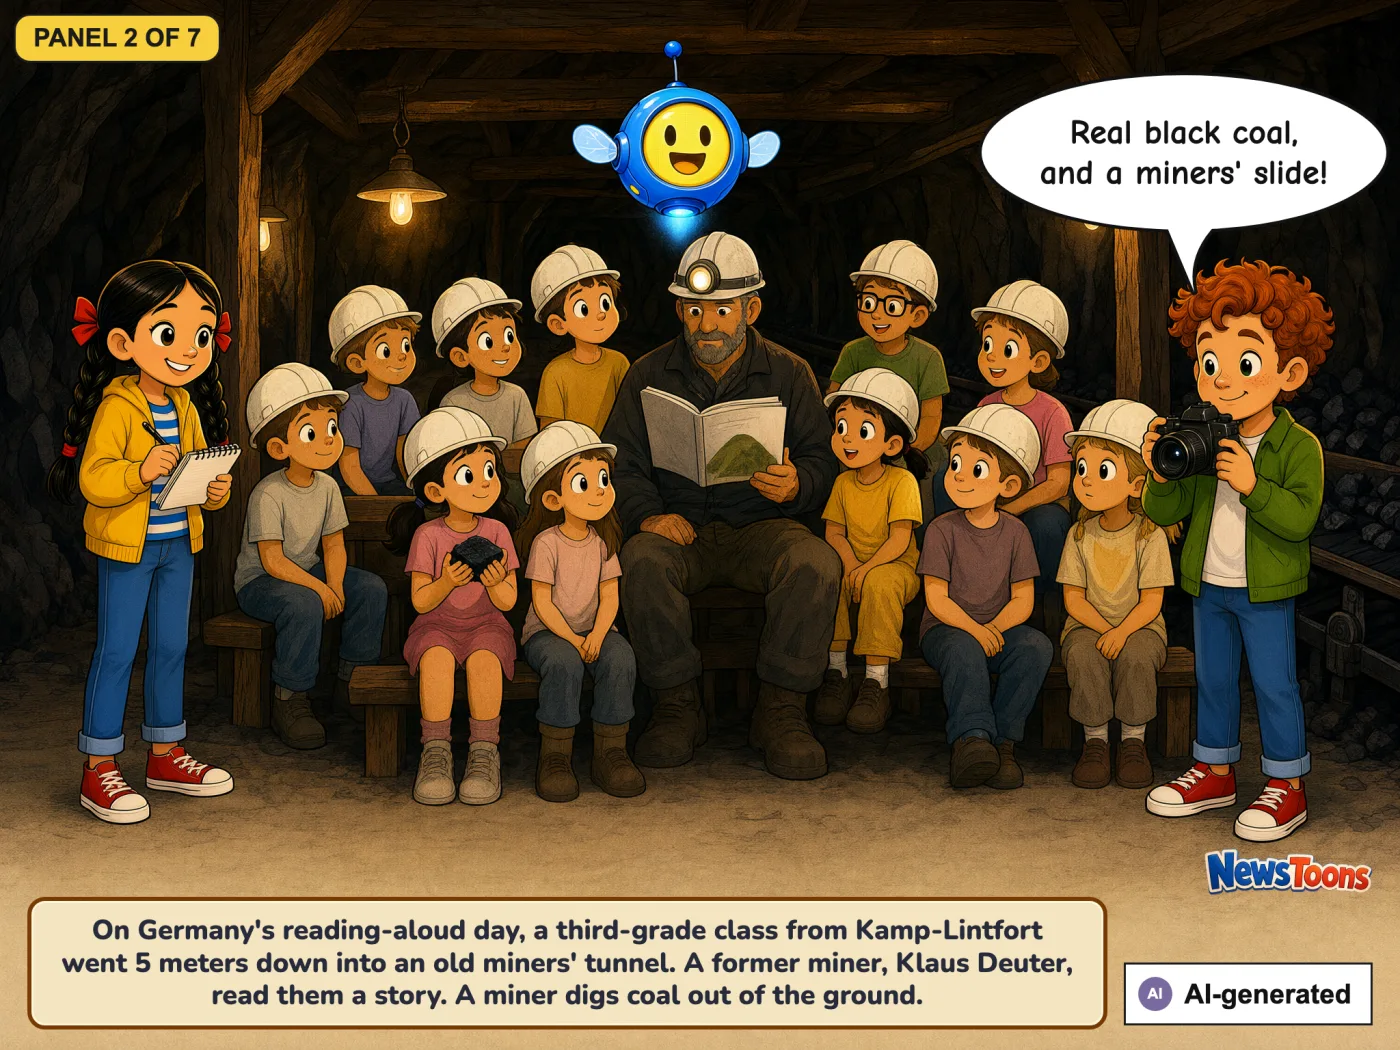 PANEL 2 OF 7
Real black coal,
and a miners' slide!
NewsToons
On Germany's reading-aloud day, a third-grade class from Kamp-Lintfort
went 5 meters down into an old miners' tunnel. A former miner, Klaus Deuter,
read them a story. A miner digs coal out of the ground.
AI AI-generated